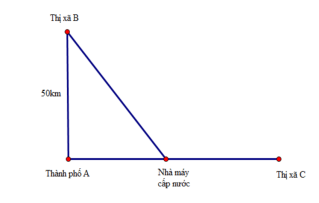 Thị xã B
50km
Thành phố A
Nhà máy
cấp nước
Thị xã C